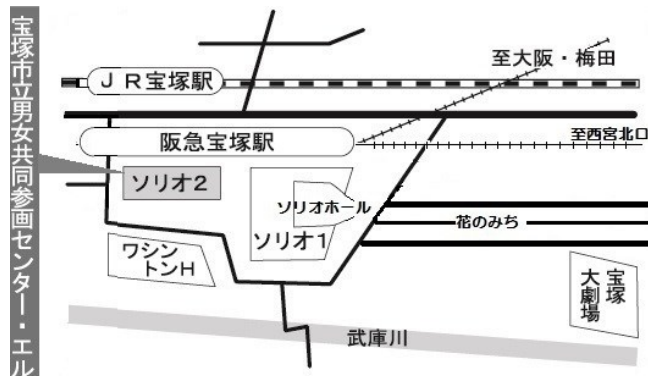 宝塚市立男女共同参画センター・エル
JR宝塚駅
至大阪・梅田
阪急宝塚駅
至西宮北口
ソリオ2
ソリオホール
ソリオ1
花のみち
ワシン
トンH
宝塚
大劇場
武庫川